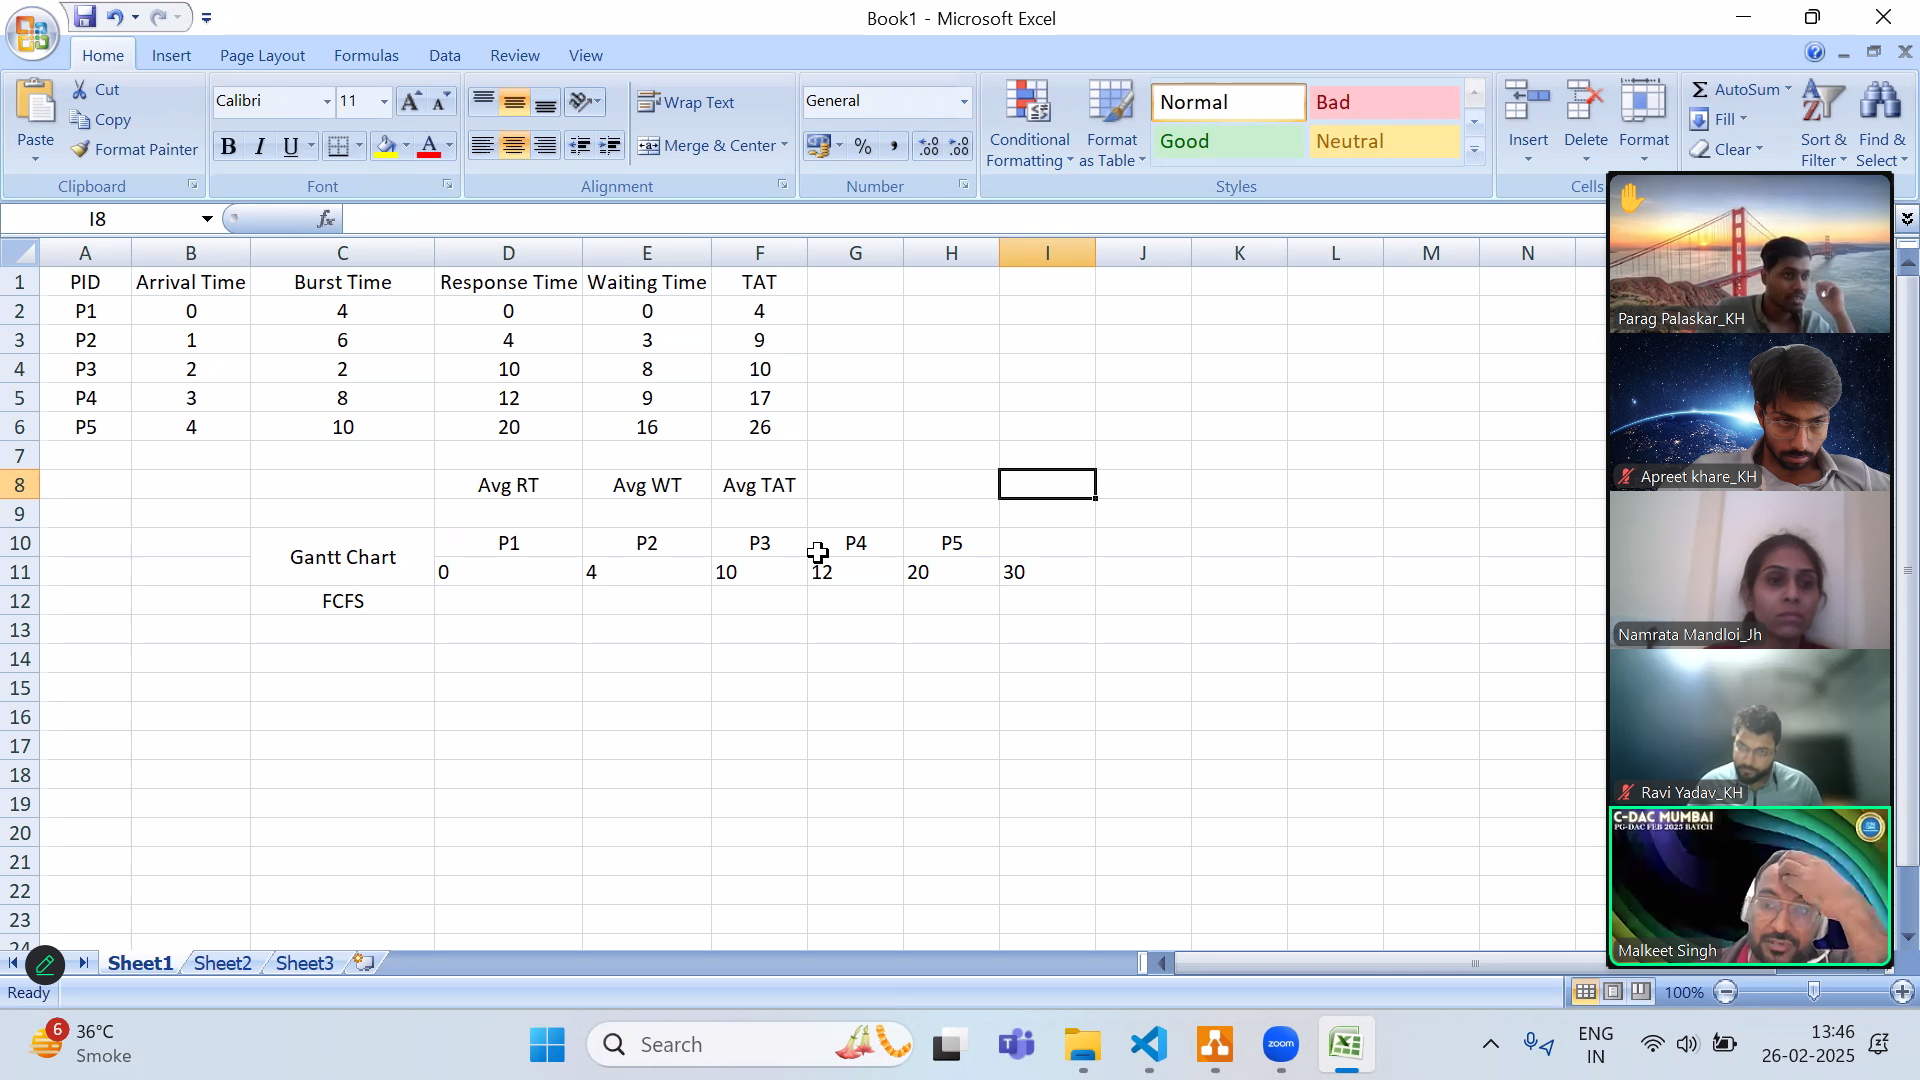 Book1 - Microsoft Excel
Home Insert Page Layout Formulas Data Review View
Paste
Cut
Copy
Format Painter
Clipboard
Calibri 11
B I U
Font
Wrap Text
Merge & Center
Alignment
General
Number
Conditional Formatting
Format as Table
Normal Bad
Good Neutral
Styles
Insert Delete Format
Cells
AutoSum
Fill
Clear
Sort & Filter
Find & Select
I8
fx
A B C D E F G H I J K L M N
1 PID Arrival Time Burst Time Response Time Waiting Time TAT
2 P1 0 4 0 0 4
3 P2 1 6 4 3 9
4 P3 2 2 10 8 10
5 P4 3 8 12 9 17
6 P5 4 10 20 16 26
7
8 Avg RT Avg WT Avg TAT
9
10 Gantt Chart P1 P2 P3 P4 P5
11 0 4 10 12 20 30
12 FCFS
13
14
15
16
17
18
19
20
21
22
23
24
Sheet1 Sheet2 Sheet3
Ready
100%
Parag Palaskar_KH
Apreet khare_KH
Namrata Mandloi_Jh
Ravi Yadav_KH
C-DAC MUMBAI
PG-DAC FEB 2025 BATCH
Malkeet Singh
6
36°C
Smoke
Search
zoom
ENG
IN
13:46
26-02-2025